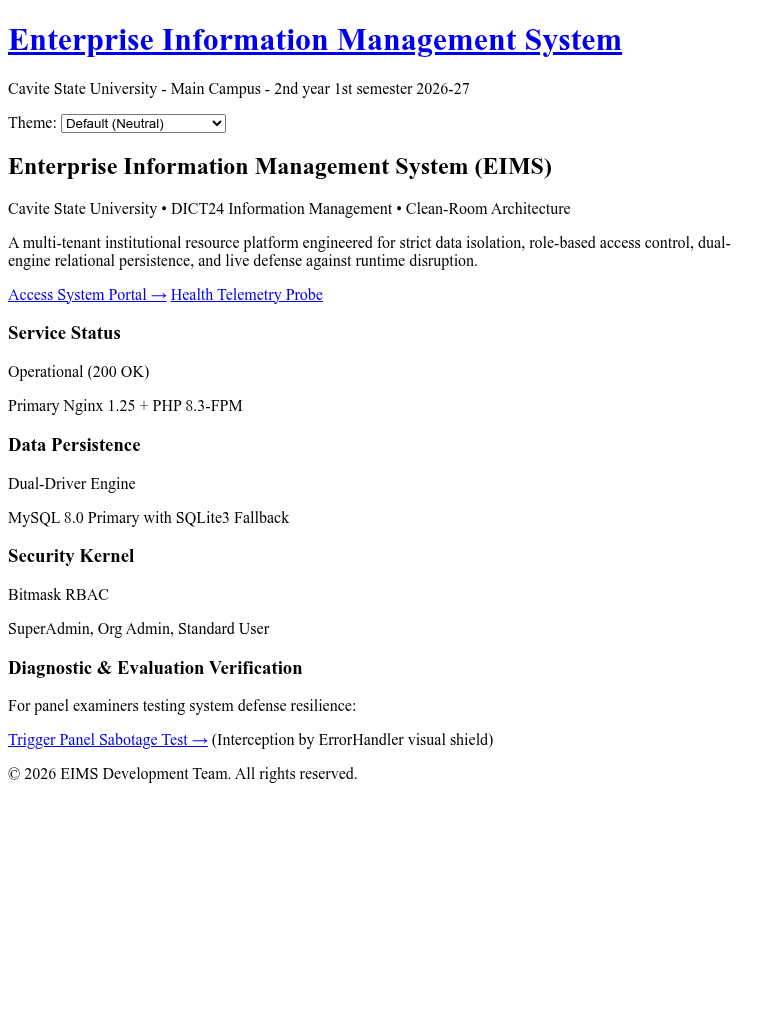 Enterprise Information Management System
Cavite State University - Main Campus - 2nd year 1st semester 2026-27
Theme: Default (Neutral)
Enterprise Information Management System (EIMS)
Cavite State University • DICT24 Information Management • Clean-Room Architecture
A multi-tenant institutional resource platform engineered for strict data isolation, role-based access control, dual-
engine relational persistence, and live defense against runtime disruption.
Access System Portal → Health Telemetry Probe
Service Status
Operational (200 OK)
Primary Nginx 1.25 + PHP 8.3-FPM
Data Persistence
Dual-Driver Engine
MySQL 8.0 Primary with SQLite3 Fallback
Security Kernel
Bitmask RBAC
SuperAdmin, Org Admin, Standard User
Diagnostic & Evaluation Verification
For panel examiners testing system defense resilience:
Trigger Panel Sabotage Test → (Interception by ErrorHandler visual shield)
© 2026 EIMS Development Team. All rights reserved.